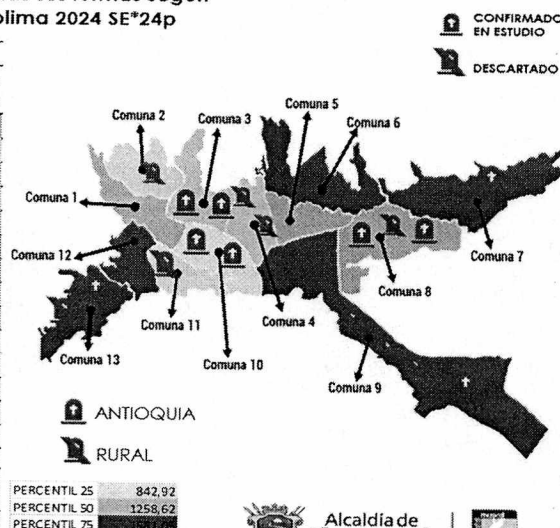 olima 2024 SE*24p
CONFIRMADO
EN ESTUDIO
DESCARTADO
Comuna 2
Comuna 3
Comuna 5
Comuna 6
Comuna 1
Comuna 12
Comuna 7
Comuna 8
Comuna 11
Comuna 4
Comuna 13
Comuna 10
Comuna 9
ANTIOQUIA
RURAL
PERCENTIL 25 842,92
PERCENTIL 50 1258,62
PERCENTIL 75
Alcaldía de